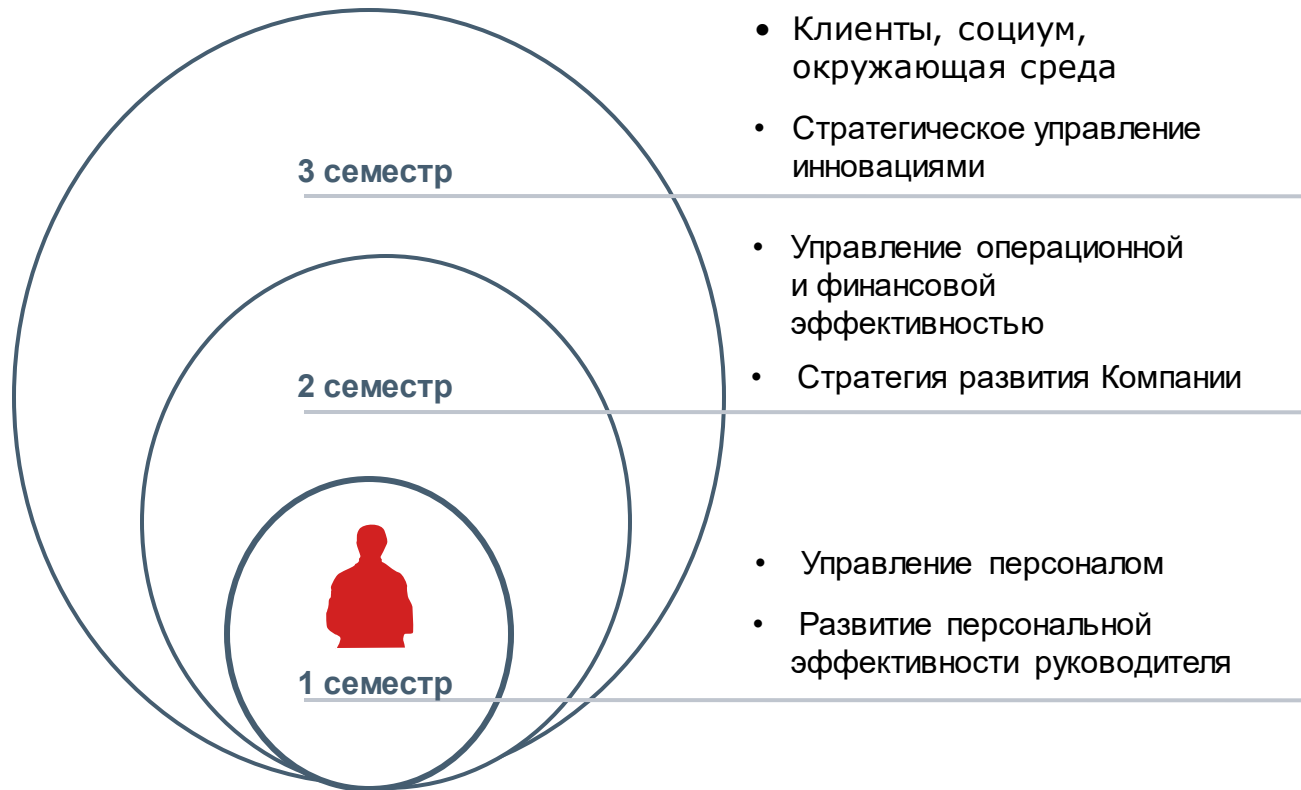 • Клиенты, социум,
окружающая среда
• Стратегическое управление
инновациями
3 семестр
• Управление операционной
и финансовой
эффективностью
• Стратегия развития Компании
2 семестр
• Управление персоналом
• Развитие персональной
эффективности руководителя
1 семестр